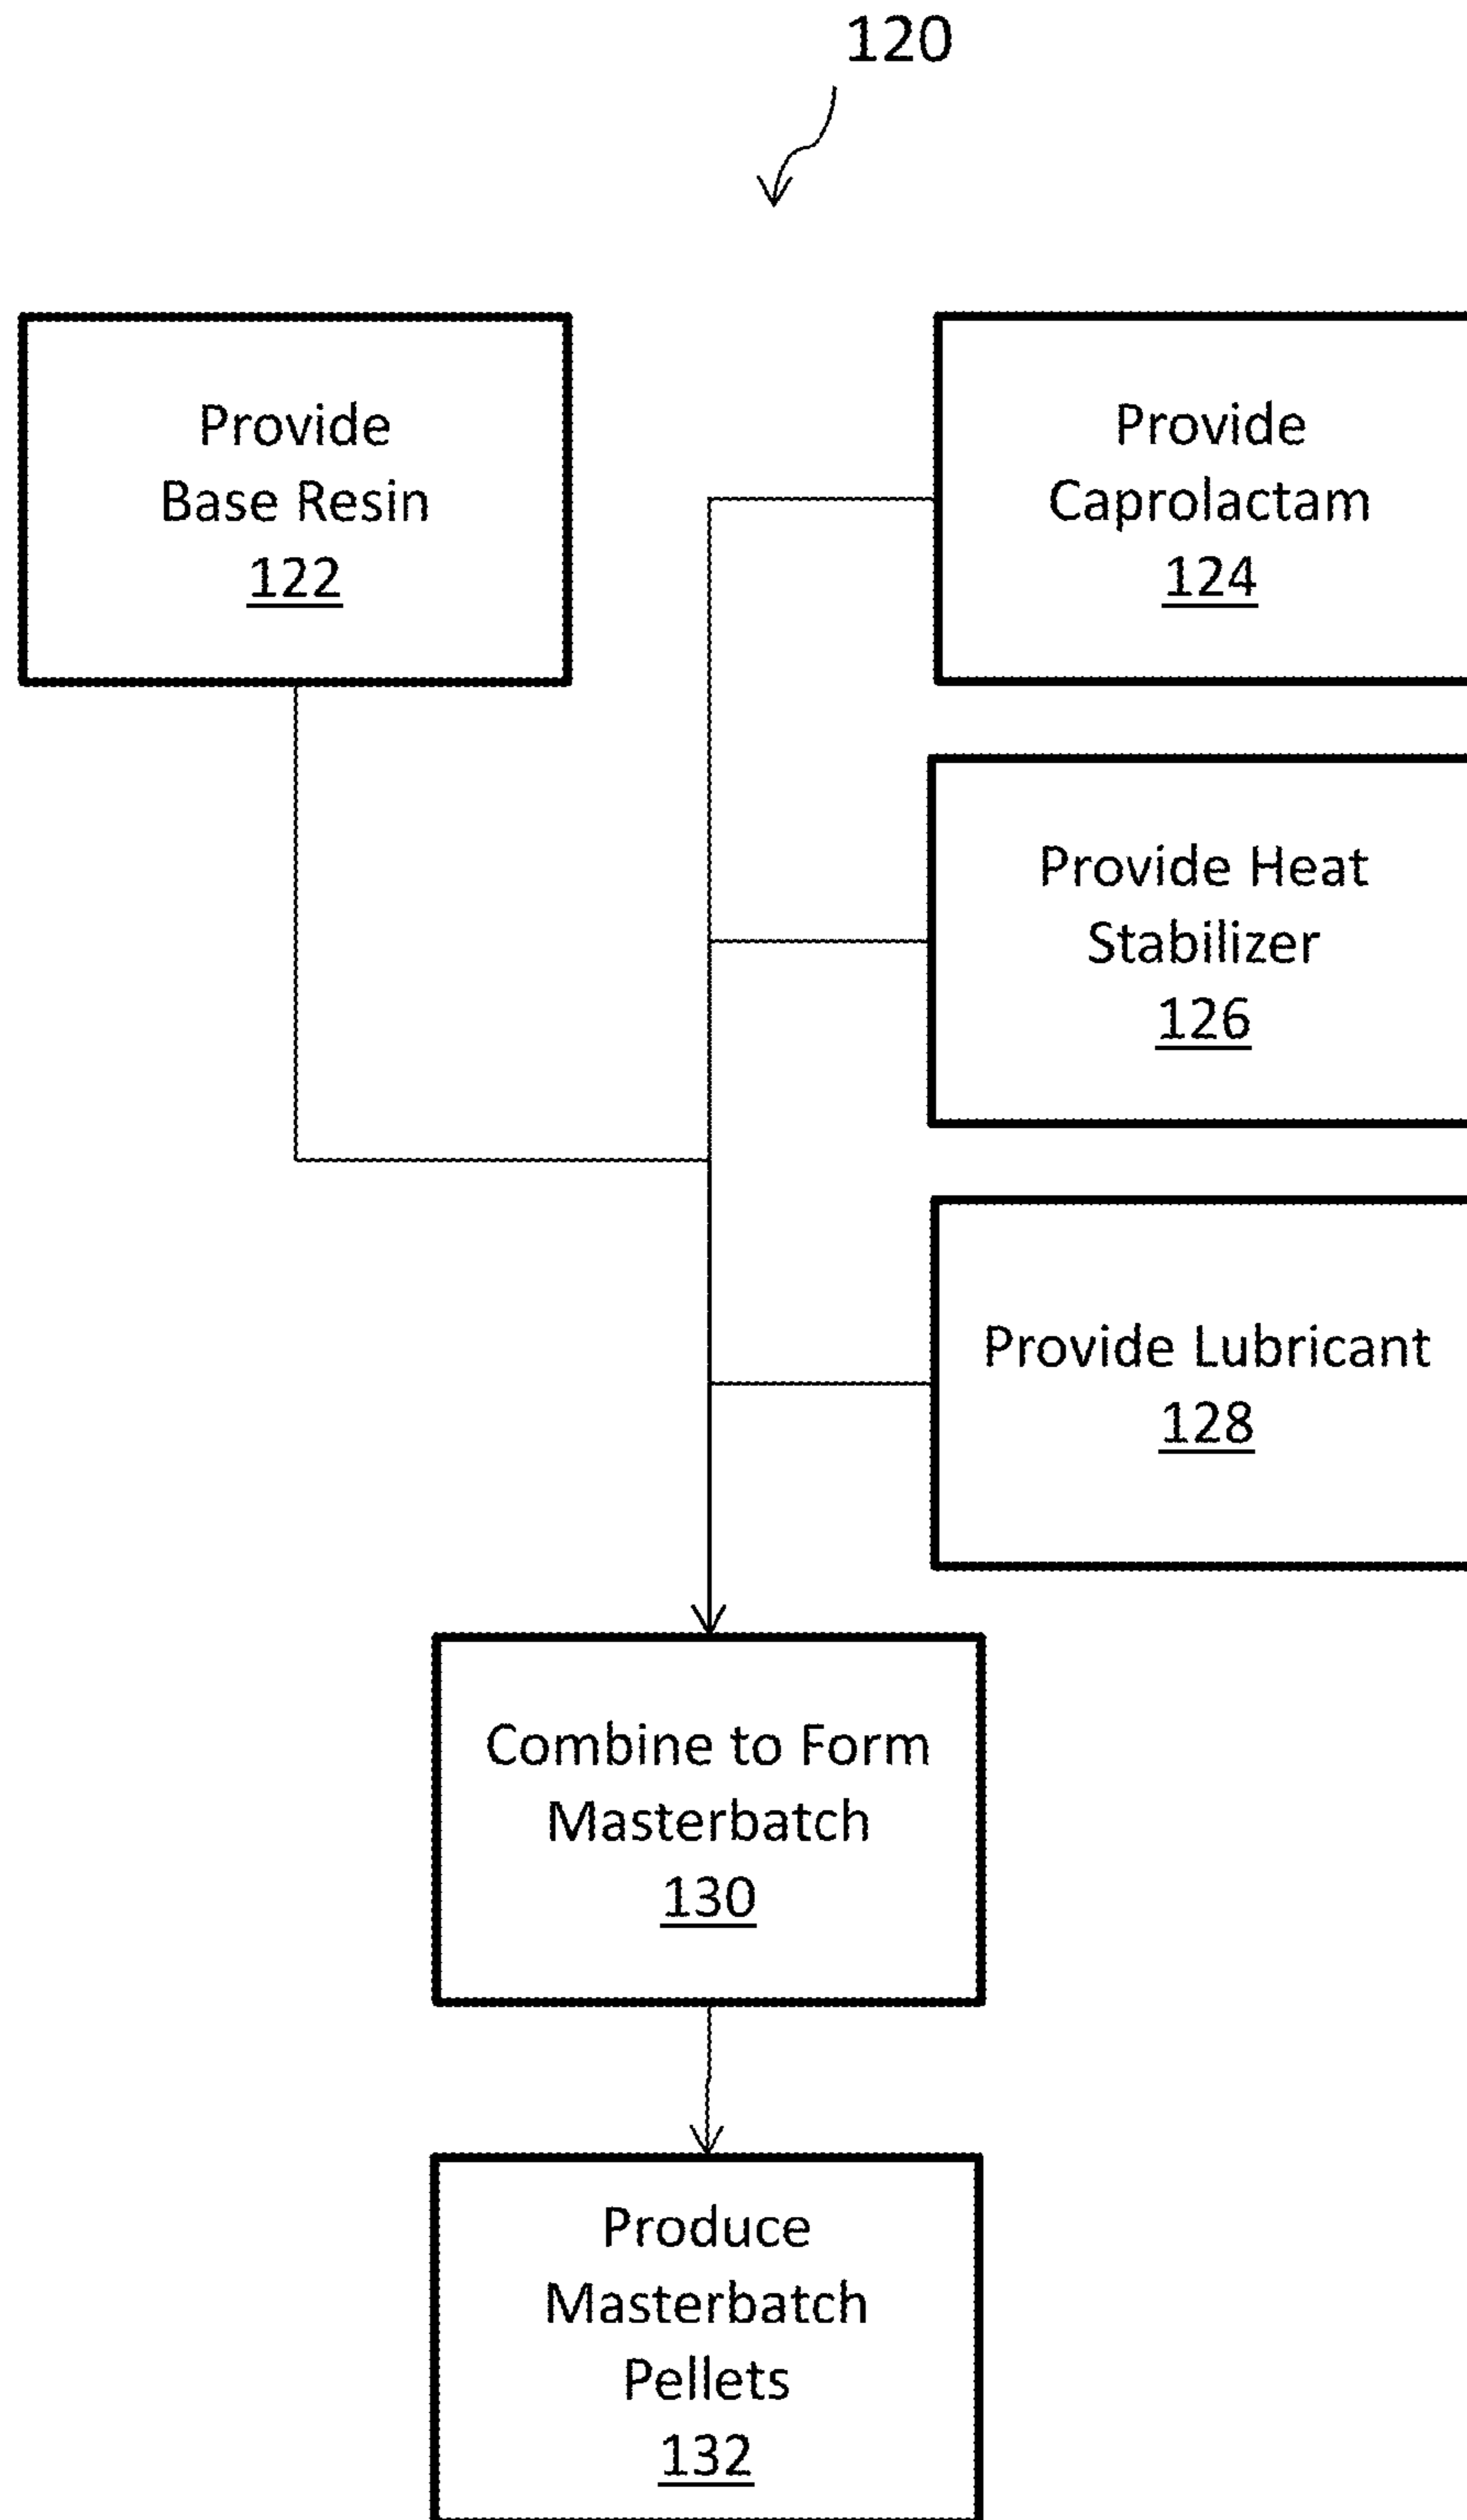 120
Provide
Base Resin
122
Provide
Caprolactam
124
Provide Heat
Stabilizer
126
Provide Lubricant
128
Combine to Form
Masterbatch
130
Produce
Masterbatch
Pellets
132